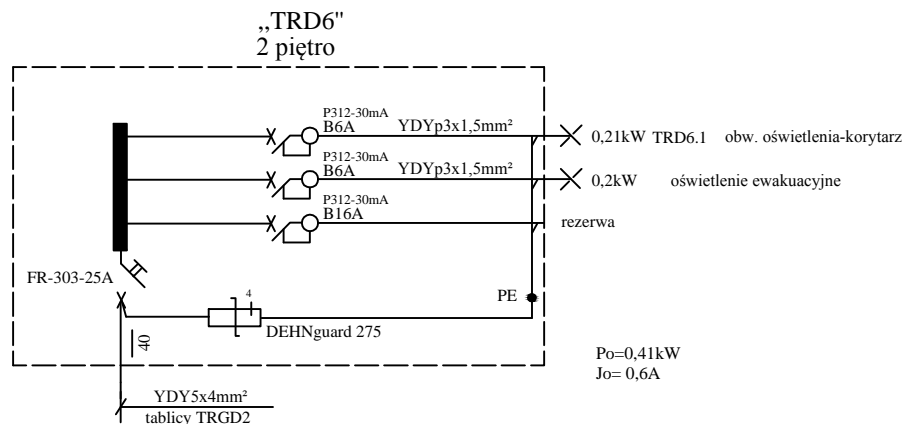 „TRD6"
2 piętro
P312-30mA
B6A
YDYp3x1,5mm²
0,21kW TRD6.1 obw. oświetlenia-korytarz
P312-30mA
B6A
YDYp3x1,5mm²
0,2kW oświetlenie ewakuacyjne
P312-30mA
B16A
rezerwa
FR-303-25A
4
PE
DEHNguard 275
40
Po=0,41kW
Jo= 0,6A
YDY5x4mm²
tablicy TRGD2